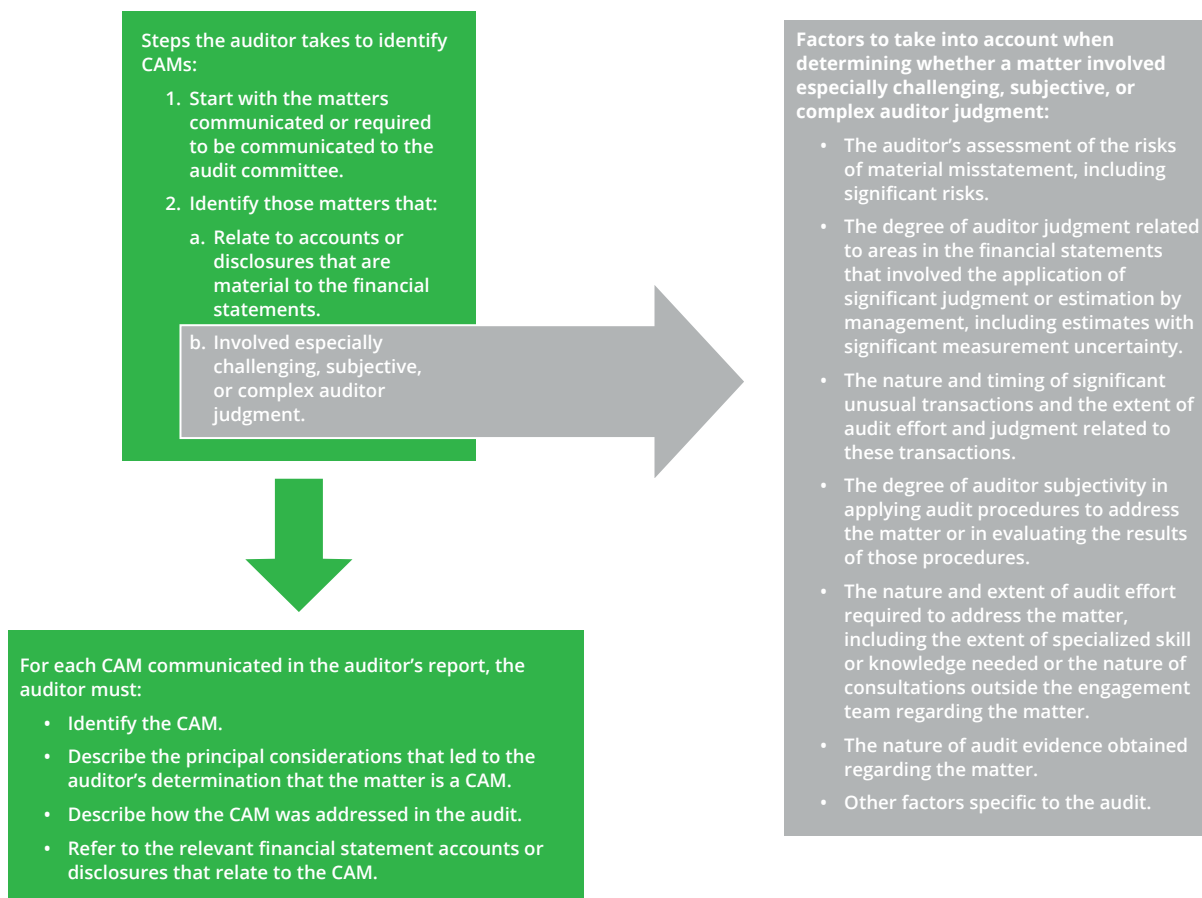 Steps the auditor takes to identify
CAMs:
1. Start with the matters
communicated or required
to be communicated to the
audit committee.
2. Identify those matters that:
a. Relate to accounts or
disclosures that are
material to the financial
statements.
b. Involved especially
challenging, subjective,
or complex auditor
judgment.
Factors to take into account when
determining whether a matter involved
especially challenging, subjective, or
complex auditor judgment:
• The auditor’s assessment of the risks
of material misstatement, including
significant risks.
• The degree of auditor judgment related
to areas in the financial statements
that involved the application of
significant judgment or estimation by
management, including estimates with
significant measurement uncertainty.
• The nature and timing of significant
unusual transactions and the extent of
audit effort and judgment related to
these transactions.
• The degree of auditor subjectivity in
applying audit procedures to address
the matter or in evaluating the results
of those procedures.
• The nature and extent of audit effort
required to address the matter,
including the extent of specialized skill
or knowledge needed or the nature of
consultations outside the engagement
team regarding the matter.
• The nature of audit evidence obtained
regarding the matter.
• Other factors specific to the audit.
For each CAM communicated in the auditor’s report, the
auditor must:
• Identify the CAM.
• Describe the principal considerations that led to the
auditor’s determination that the matter is a CAM.
• Describe how the CAM was addressed in the audit.
• Refer to the relevant financial statement accounts or
disclosures that relate to the CAM.